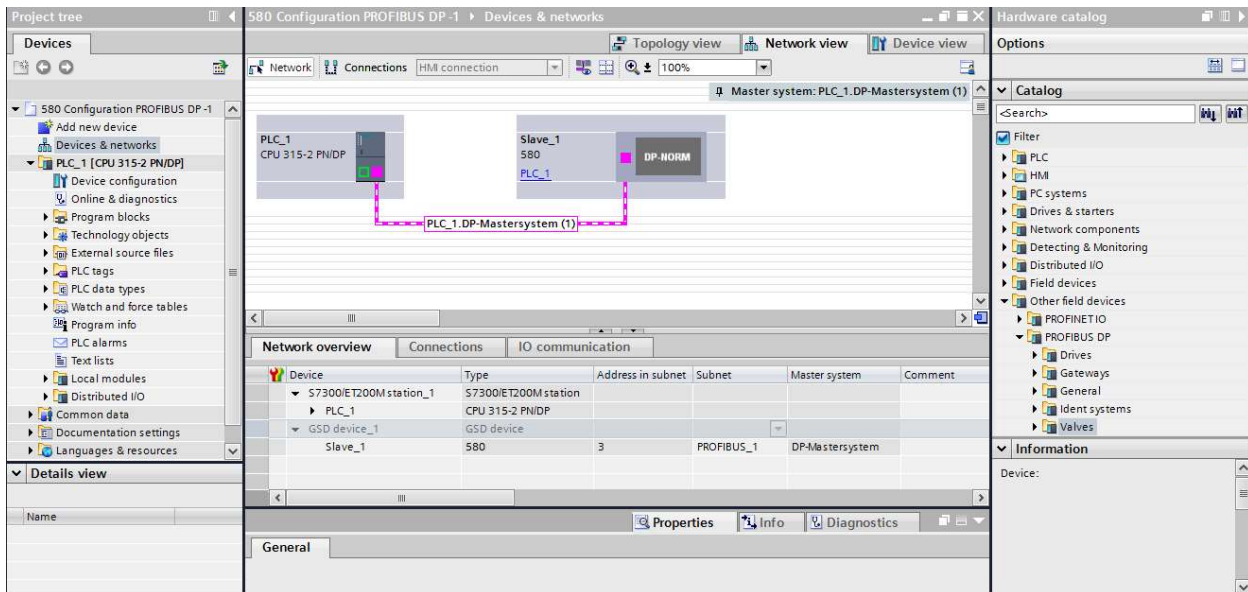 Project tree
Devices
580 Configuration PROFIBUS DP -1
Add new device
Devices & networks
PLC_1 [CPU 315-2 PN/DP]
Device configuration
Online & diagnostics
Program blocks
Technology objects
External source files
PLC tags
PLC data types
Watch and force tables
Program info
PLC alarms
Text lists
Local modules
Distributed I/O
Common data
Documentation settings
Languages & resources
Details view
Name
580 Configuration PROFIBUS DP -1 Devices & networks
Topology view Network view Device view
Network Connections HMI connection 100%
Master system: PLC_1.DP-Mastersystem (1)
PLC_1
CPU 315-2 PN/DP
Slave_1
580
PLC_1
DP-NORM
PLC_1.DP-Mastersystem (1)
Network overview Connections IO communication
Device Type Address in subnet Subnet Master system Comment
S7300/ET200M station_1 S7300/ET200M station
PLC_1 CPU 315-2 PN/DP
GSD device_1 GSD device
Slave_1 580 3 PROFIBUS_1 DP-Mastersystem
Properties Info Diagnostics
General
Hardware catalog
Options
Catalog
<Search>
Filter
PLC
HMI
PC systems
Drives & starters
Network components
Detecting & Monitoring
Distributed I/O
Field devices
Other field devices
PROFINET IO
PROFIBUS DP
Drives
Gateways
General
Ident systems
Valves
Information
Device: